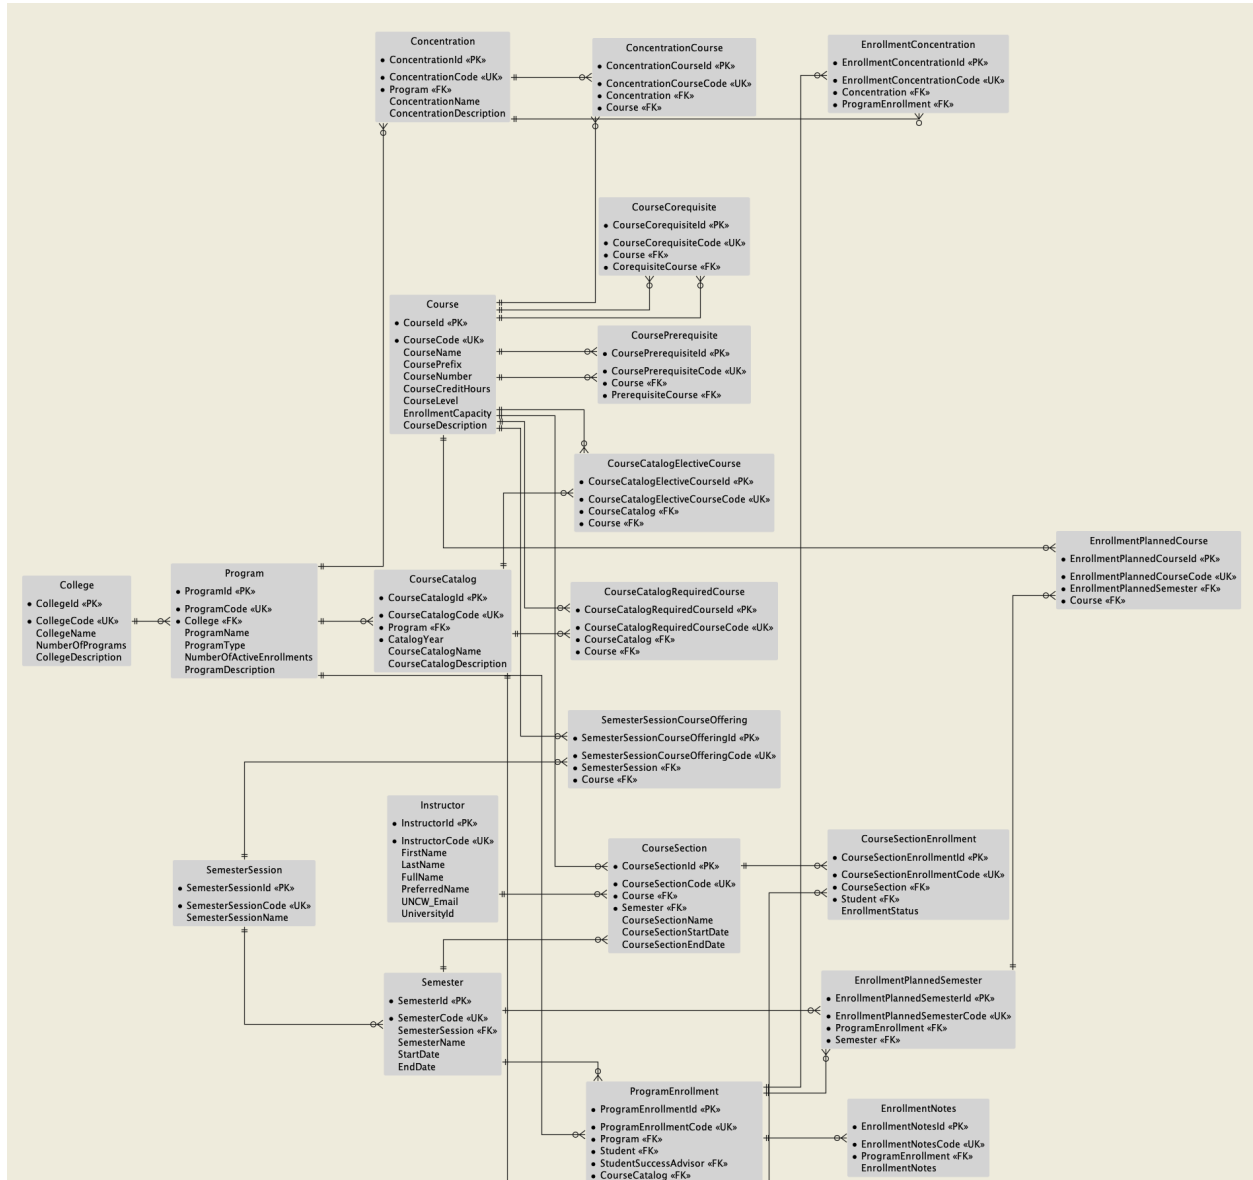 Concentration
• ConcentrationId «PK»
• ConcentrationCode «UK»
• Program «FK»
ConcentrationName
ConcentrationDescription
ConcentrationCourse
• ConcentrationCourseId «PK»
• ConcentrationCourseCode «UK»
• Concentration «FK»
• Course «FK»
EnrollmentConcentration
• EnrollmentConcentrationId «PK»
• EnrollmentConcentrationCode «UK»
• Concentration «FK»
• ProgramEnrollment «FK»
CourseCorequisite
• CourseCorequisiteId «PK»
• CourseCorequisiteCode «UK»
• Course «FK»
• CorequisiteCourse «FK»
Course
• CourseId «PK»
• CourseCode «UK»
CourseName
CoursePrefix
CourseNumber
CourseCreditHours
CourseLevel
EnrollmentCapacity
CourseDescription
CoursePrerequisite
• CoursePrerequisiteId «PK»
• CoursePrerequisiteCode «UK»
• Course «FK»
• PrerequisiteCourse «FK»
CourseCatalogElectiveCourse
• CourseCatalogElectiveCourseId «PK»
• CourseCatalogElectiveCourseCode «UK»
• CourseCatalog «FK»
• Course «FK»
EnrollmentPlannedCourse
• EnrollmentPlannedCourseId «PK»
• EnrollmentPlannedCourseCode «UK»
• EnrollmentPlannedSemester «FK»
• Course «FK»
College
• CollegeId «PK»
• CollegeCode «UK»
CollegeName
NumberOfPrograms
CollegeDescription
Program
• ProgramId «PK»
• ProgramCode «UK»
• College «FK»
ProgramName
ProgramType
NumberOfActiveEnrollments
ProgramDescription
CourseCatalog
• CourseCatalogId «PK»
• CourseCatalogCode «UK»
• Program «FK»
• CatalogYear
CourseCatalogName
CourseCatalogDescription
CourseCatalogRequiredCourse
• CourseCatalogRequiredCourseId «PK»
• CourseCatalogRequiredCourseCode «UK»
• CourseCatalog «FK»
• Course «FK»
SemesterSessionCourseOffering
• SemesterSessionCourseOfferingId «PK»
• SemesterSessionCourseOfferingCode «UK»
• SemesterSession «FK»
• Course «FK»
Instructor
• InstructorId «PK»
• InstructorCode «UK»
FirstName
LastName
FullName
PreferredName
UNCW_Email
UniversityId
CourseSection
• CourseSectionId «PK»
• CourseSectionCode «UK»
• Course «FK»
• Semester «FK»
CourseSectionName
CourseSectionStartDate
CourseSectionEndDate
CourseSectionEnrollment
• CourseSectionEnrollmentId «PK»
• CourseSectionEnrollmentCode «UK»
• CourseSection «FK»
• Student «FK»
EnrollmentStatus
SemesterSession
• SemesterSessionId «PK»
• SemesterSessionCode «UK»
SemesterSessionName
Semester
• SemesterId «PK»
• SemesterCode «UK»
SemesterSession «FK»
SemesterName
StartDate
EndDate
EnrollmentPlannedSemester
• EnrollmentPlannedSemesterId «PK»
• EnrollmentPlannedSemesterCode «UK»
• ProgramEnrollment «FK»
• Semester «FK»
ProgramEnrollment
• ProgramEnrollmentId «PK»
• ProgramEnrollmentCode «UK»
• Program «FK»
• Student «FK»
• StudentSuccessAdvisor «FK»
• CourseCatalog «FK»
EnrollmentNotes
• EnrollmentNotesId «PK»
• EnrollmentNotesCode «UK»
• ProgramEnrollment «FK»
EnrollmentNotes